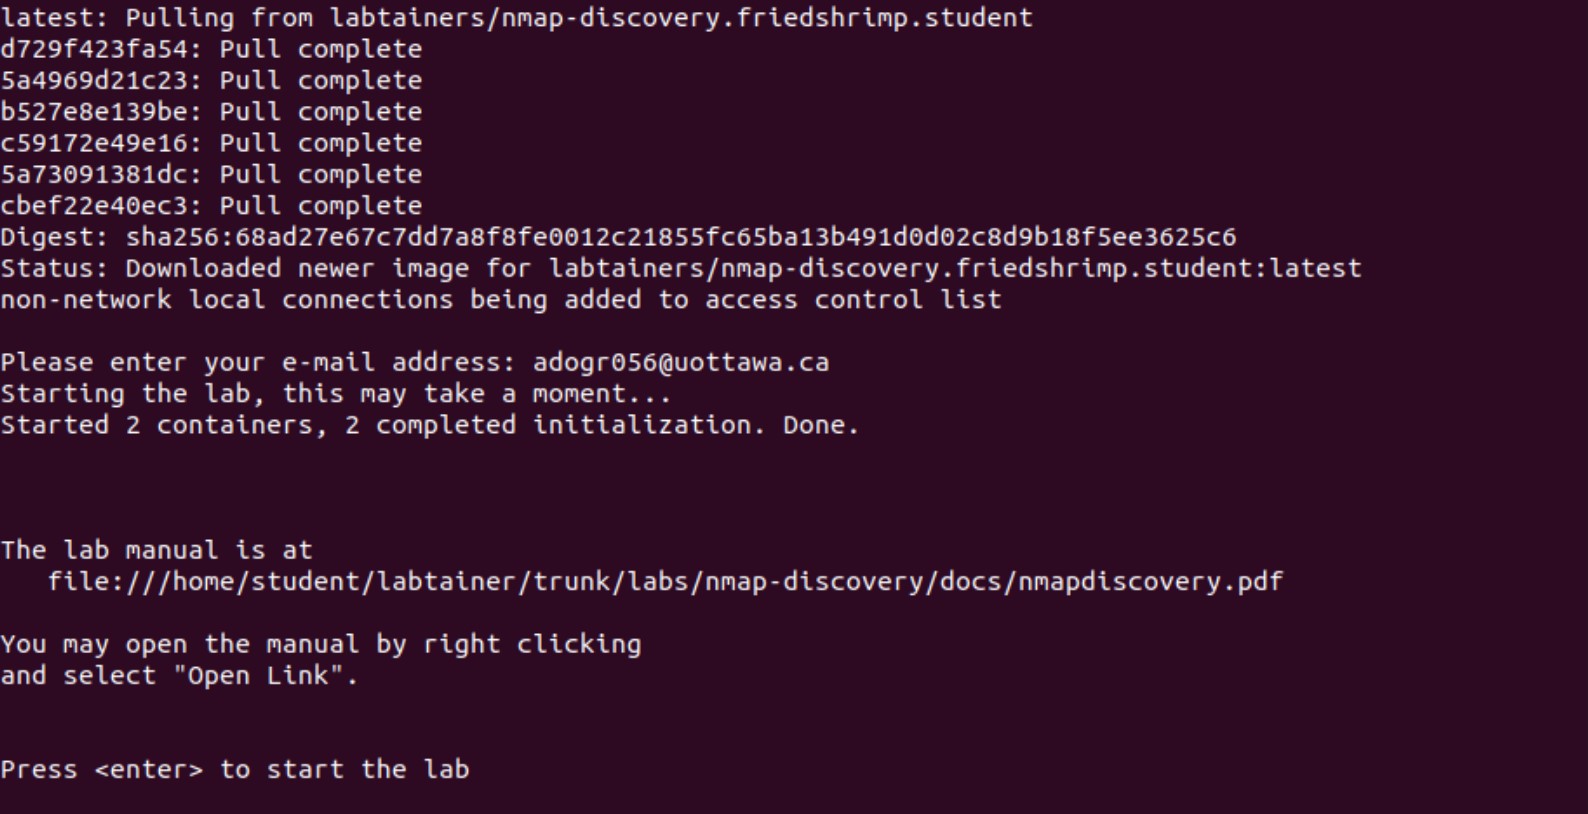 latest: Pulling from labtainers/nmap-discovery.friedshrimp.student
d729f423fa54: Pull complete
5a4969d21c23: Pull complete
b527e8e139be: Pull complete
c59172e49e16: Pull complete
5a73091381dc: Pull complete
cbef22e40ec3: Pull complete
Digest: sha256:68ad27e67c7dd7a8f8fe0012c21855fc65ba13b491d0d02c8d9b18f5ee3625c6
Status: Downloaded newer image for labtainers/nmap-discovery.friedshrimp.student:latest
non-network local connections being added to access control list
Please enter your e-mail address: adogr056@uottawa.ca
Starting the lab, this may take a moment...
Started 2 containers, 2 completed initialization. Done.
The lab manual is at
file:///home/student/labtainer/trunk/labs/nmap-discovery/docs/nmapdiscovery.pdf
You may open the manual by right clicking
and select "Open Link".
Press <enter> to start the lab